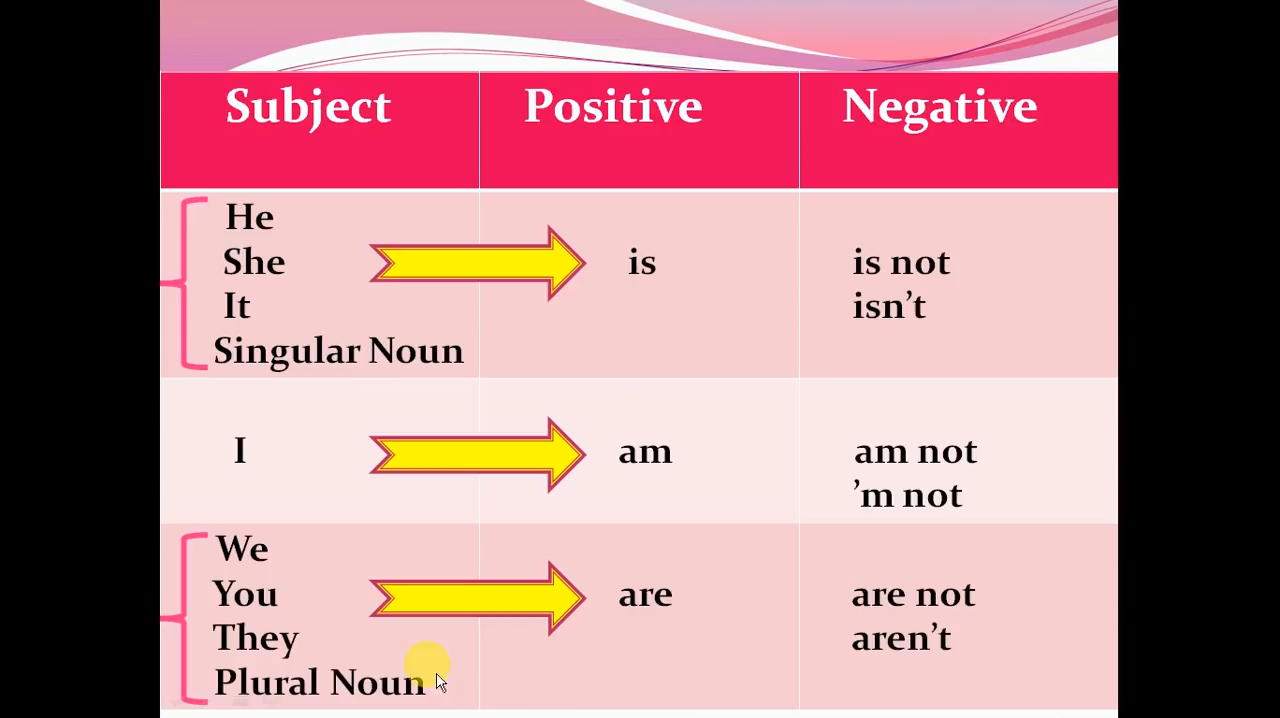 Subject Positive Negative
He
She is is not
It isn’t
Singular Noun
I am am not
’m not
We
You are are not
They aren’t
Plural Noun